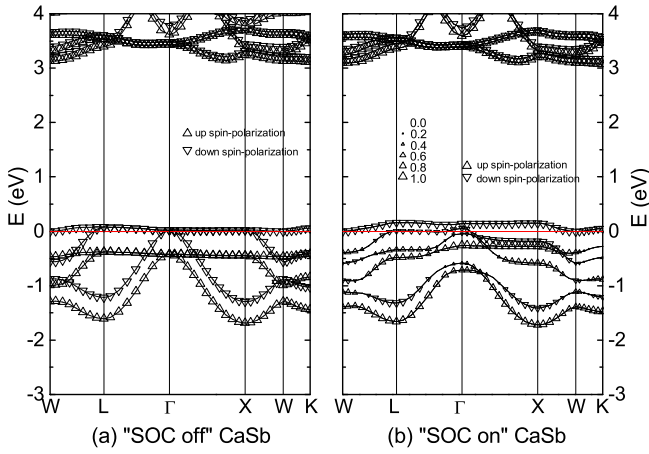 4
3
2
1
0
-1
-2
-3
E (eV)
△ up spin-polarization
▽ down spin-polarization
W L Γ X W K
(a) "SOC off" CaSb
0.0
0.2
0.4
0.6
0.8
1.0
△ up spin-polarization
▽ down spin-polarization
4
3
2
1
0
-1
-2
-3
E (eV)
W L Γ X W K
(b) "SOC on" CaSb